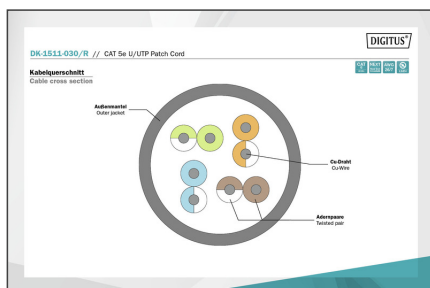 DIGITUS®
DK-1511-030/R // CAT 5e U/UTP Patch Cord
Kabelquerschnitt
Cable cross section
Außenmantel
Outer jacket
Cu-Draht
Cu-Wire
Adernpaare
Twisted pair